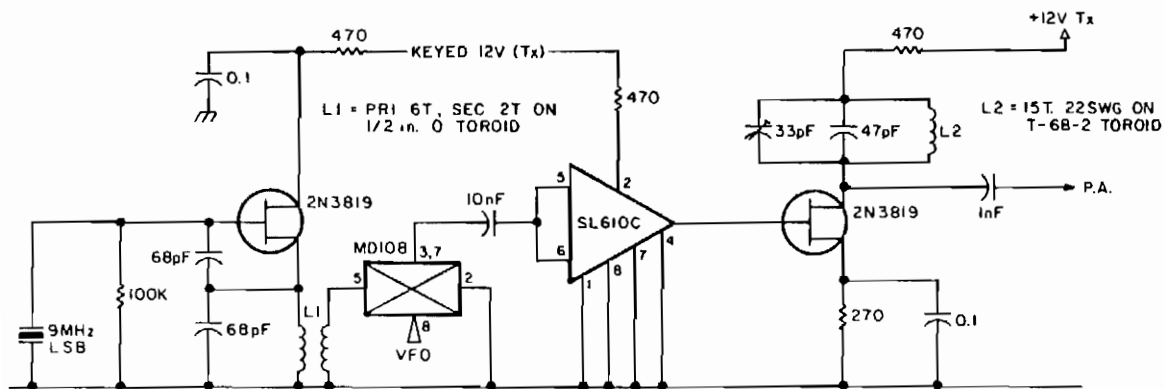 +12V Tx
470
470
KEYED 12V (Tx)
0.1
470
L1 = PRI 6T, SEC 2T ON
1/2 in. O TOROID
33pF
47pF
L2
L2 = 15T. 22SWG ON
T-68-2 TOROID
2N3819
10nF
5
2
SL610C
6
4
7
8
1
2N3819
1nF
P.A.
68pF
MD108
3,7
5
2
8
VFO
100K
L1
9MHz
LSB
68pF
270
0.1